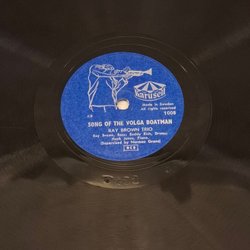 Karusell
Made in Sweden
All rights reserved
1008
SONG OF THE VOLGA BOATMAN
RAY BROWN TRIO
Ray Brown, Bass; Buddy Rich, Drums;
Hank Jones, Piano.
(Supervised by Norman Granz)
NCB